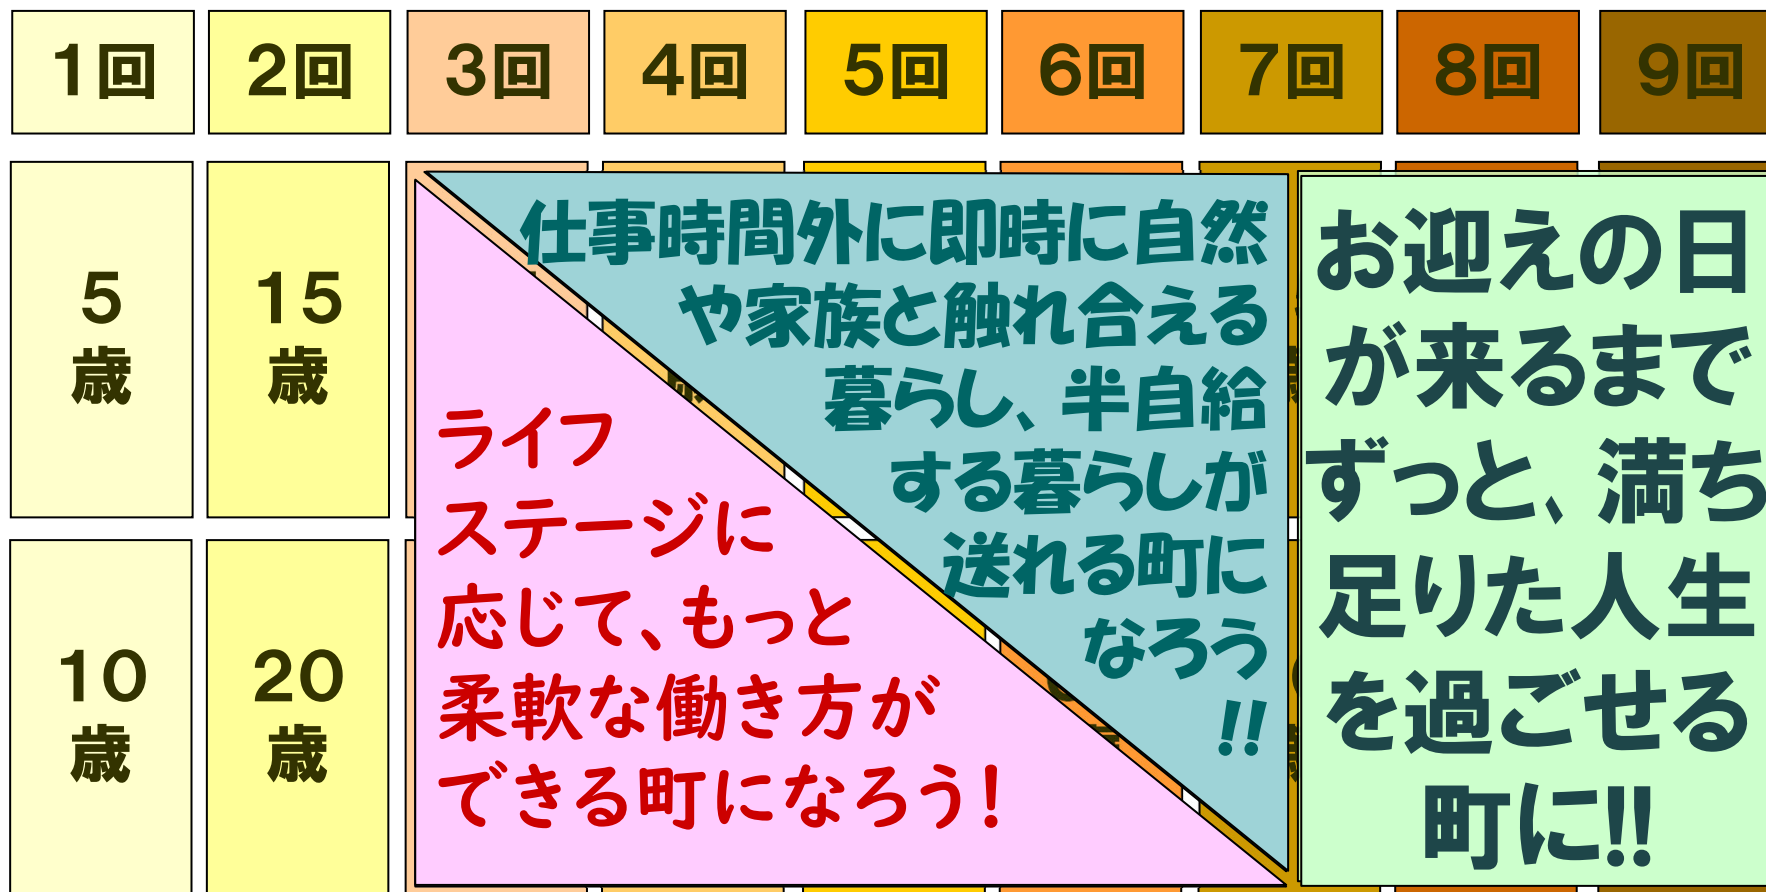 1回 2回 3回 4回 5回 6回 7回 8回 9回
5
歳
15
歳
10
歳
20
歳
仕事時間外に即時に自然
や家族と触れ合える
暮らし、半自給
する暮らしが
送れる町に
なろう
!!
ライフ
ステージに
応じて、もっと
柔軟な働き方が
できる町になろう!
お迎えの日
が来るまで
ずっと、満ち
足りた人生
を過ごせる
町に!!